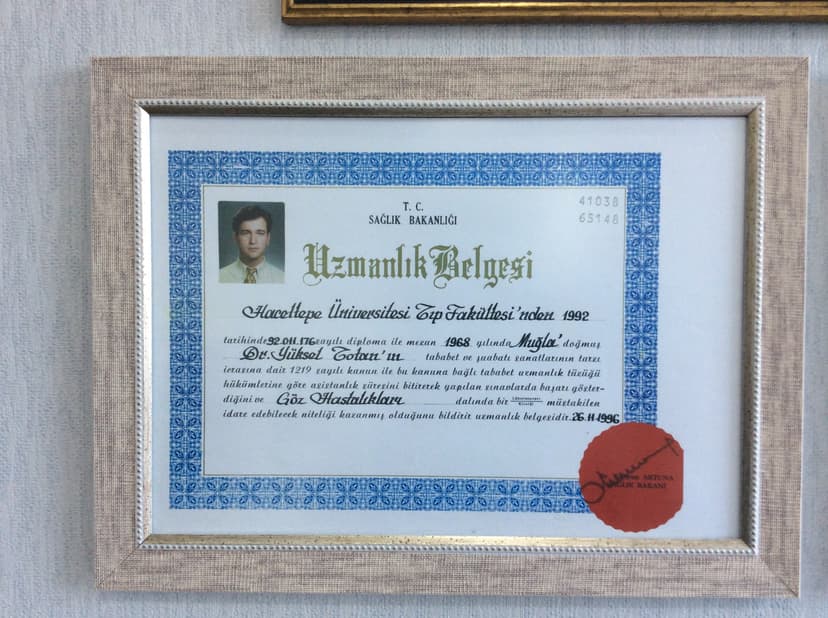 41038
65148
T. C.
SAĞLIK BAKANLIĞI
Uzmanlık Belgesi
Hacettepe Üniversitesi Tıp Fakültesi'nden 1992
tarihinde 92.011.176 sayılı diploma ile mezun 1968 yılında Muğla' doğmuş
Dr. Yüksel Totan'ın tababet ve şuabatı sanatlarının tarzı
icrasına dair 1219 sayılı kanun ile bu kanuna bağlı tababet uzmanlık tüzüğü
hükümlerine göre asistanlık süresini bitirerek yapılan sınavlarda başarı göster-
diğini ve Göz Hastalıkları dalında bir müstakilen
idare edebilecek niteliği kazanmış olduğunu bildirir uzmanlık belgesidir. 26.11.1996
AKTUNA
BAKANI